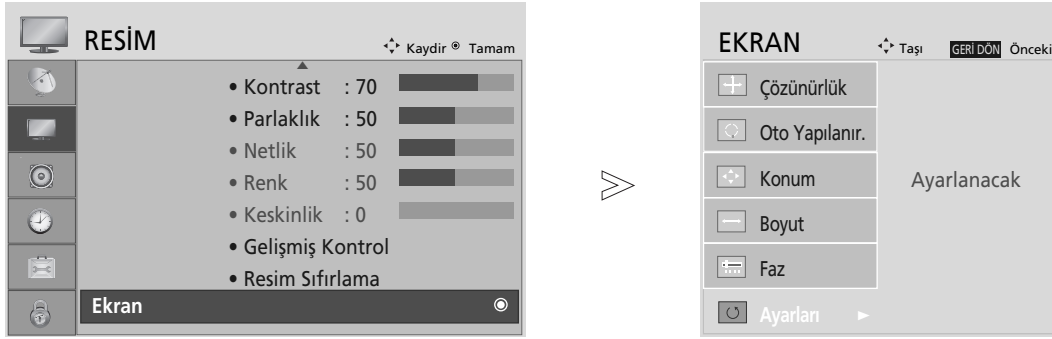 RESİM
Kaydir Tamam
• Kontrast : 70
• Parlaklık : 50
• Netlik : 50
• Renk : 50
• Keskinlik : 0
• Gelişmiş Kontrol
• Resim Sıfırlama
Ekran
EKRAN
Taşı GERİ DÖN Önceki
Çözünürlük
Oto Yapılanır.
Konum
Boyut
Faz
Ayarları ►
Ayarlanacak